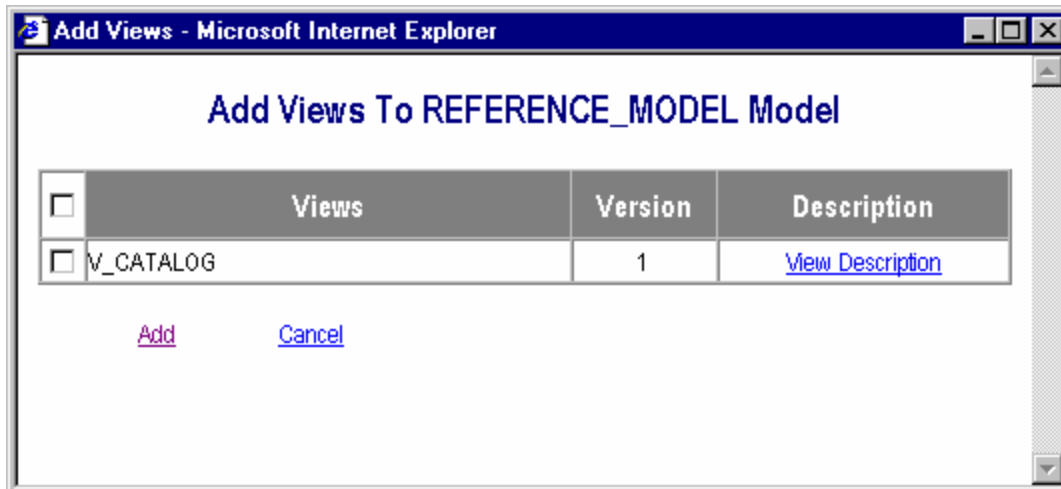 Add Views - Microsoft Internet Explorer
Add Views To REFERENCE_MODEL Model
Views Version Description
V_CATALOG 1 View Description
Add Cancel